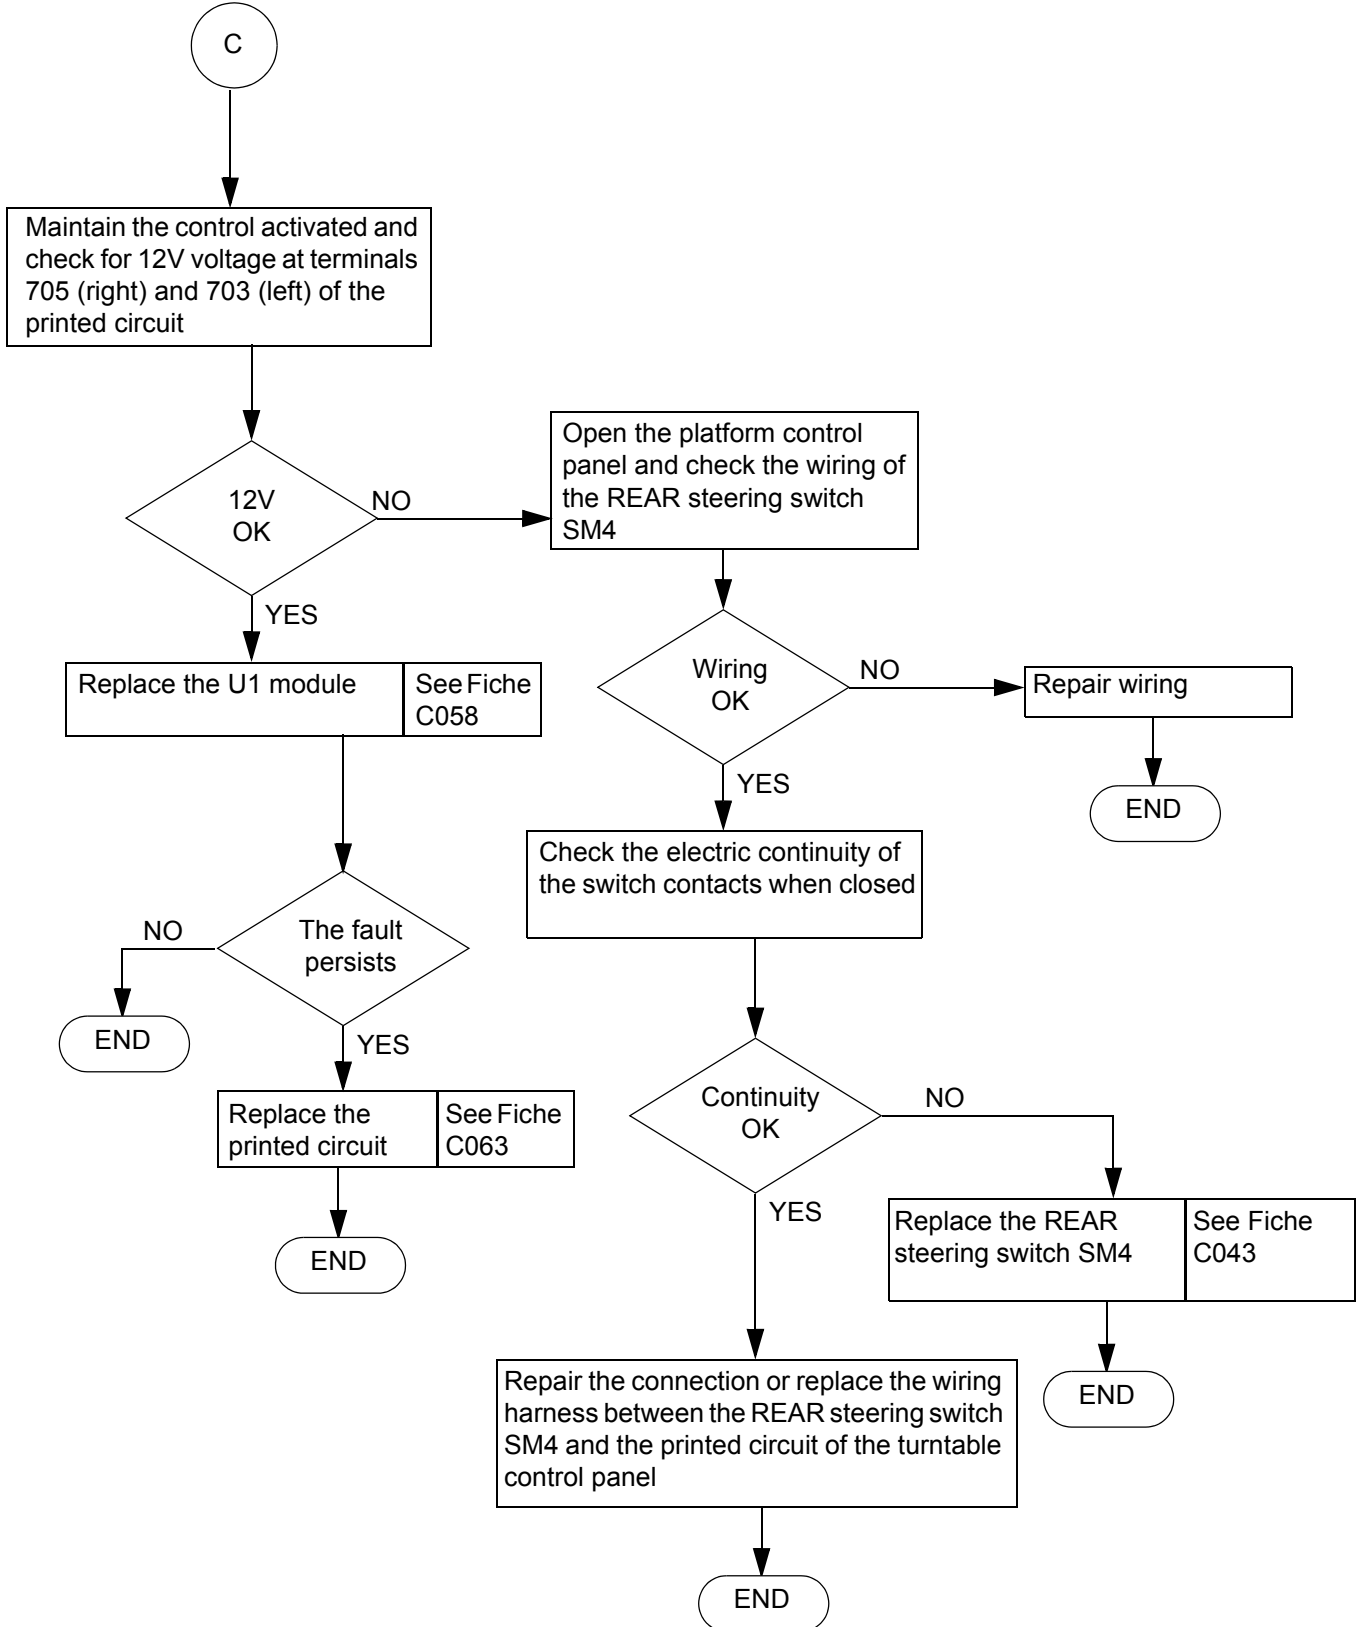 C
Maintain the control activated and
check for 12V voltage at terminals
705 (right) and 703 (left) of the
printed circuit
12V
OK
NO
YES
Open the platform control
panel and check the wiring of
the REAR steering switch
SM4
Replace the U1 module
See Fiche
C058
Wiring
OK
NO
Repair wiring
END
YES
Check the electric continuity of
the switch contacts when closed
The fault
persists
NO
END
YES
Replace the
printed circuit
See Fiche
C063
END
Continuity
OK
NO
YES
Replace the REAR
steering switch SM4
See Fiche
C043
END
Repair the connection or replace the wiring
harness between the REAR steering switch
SM4 and the printed circuit of the turntable
control panel
END